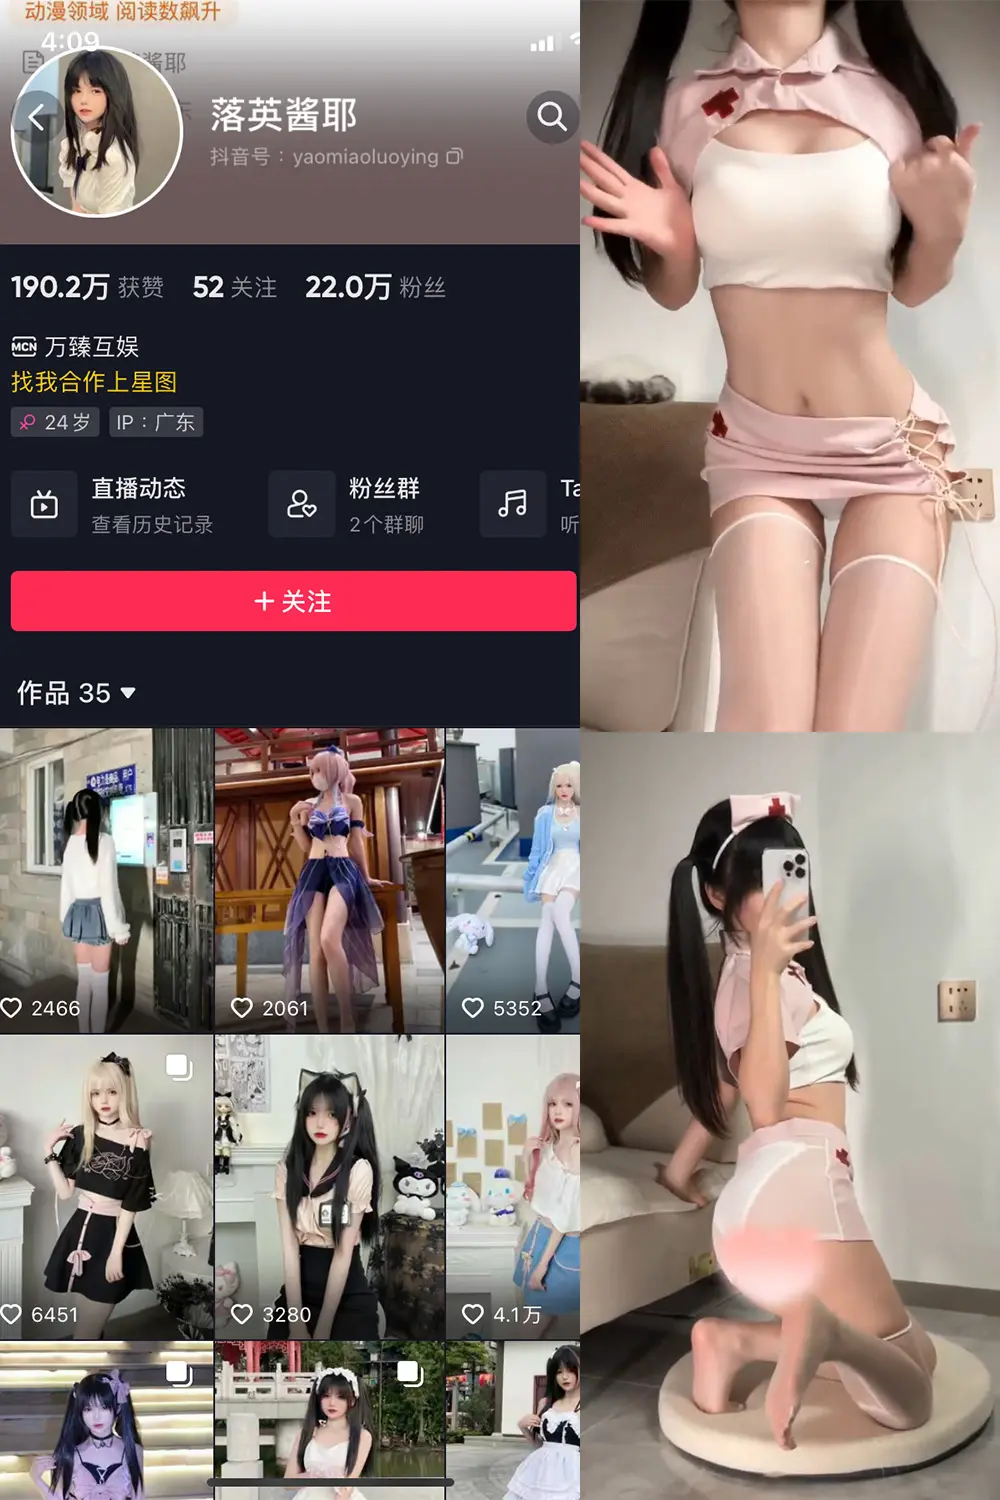 动漫领域 阅读数飙升
4:09
酱耶
落英酱耶
抖音号：yaomiaoluoying
190.2万 获赞 52 关注 22.0万 粉丝
MCN 万臻互娱
找我合作上星图
24岁 IP：广东
直播动态 粉丝群 Ta
查看历史记录 2个群聊 听
+ 关注
作品 35
2466 2061 5352
6451 3280 4.1万